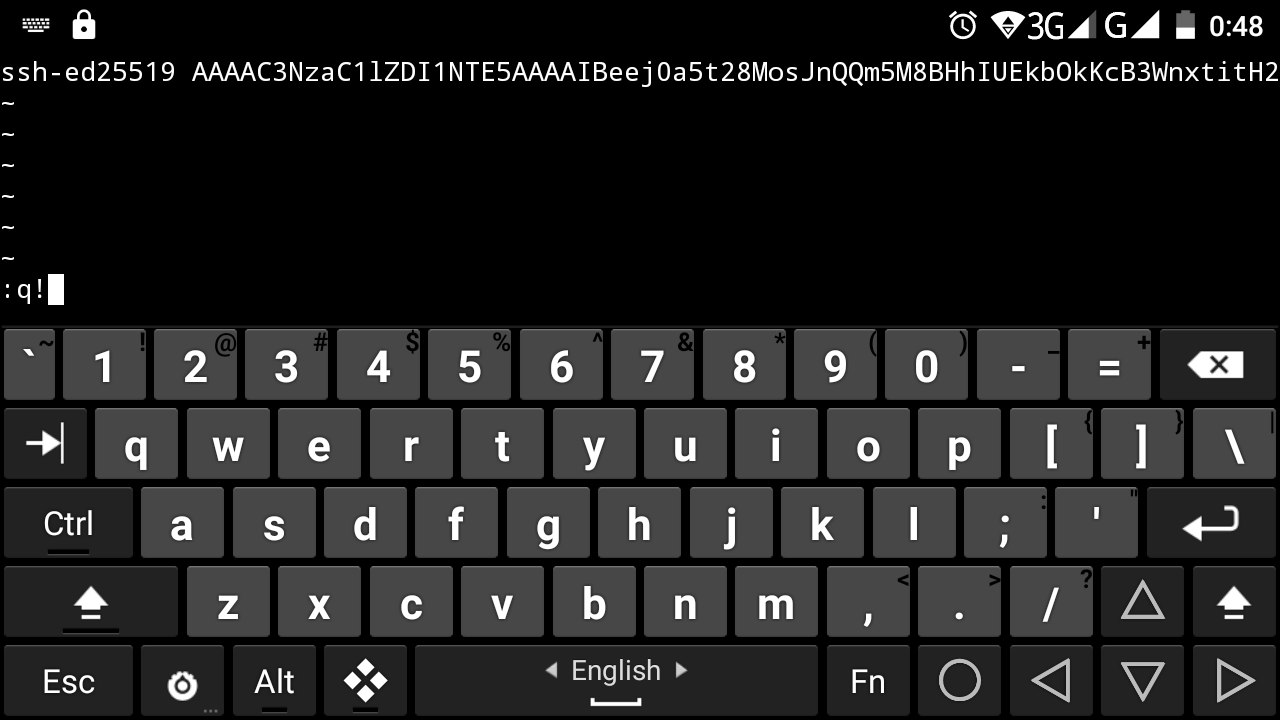 3G G 0:48
ssh-ed25519 AAAAC3NzaC1lZDI1NTE5AAAAIBeej0a5t28MosJnQQm5M8BHhIUEkbOkKcB3WnxtitH2
~
~
~
~
~
~
:q!
` ~ 1 ! 2 @ 3 # 4 $ 5 % 6 ^ 7 & 8 * 9 ( 0 ) - _ = +
q w e r t y u i o p [ { ] } \ |
Ctrl a s d f g h j k l ; : ' "
z x c v b n m , < . > / ?
Esc ... Alt English Fn